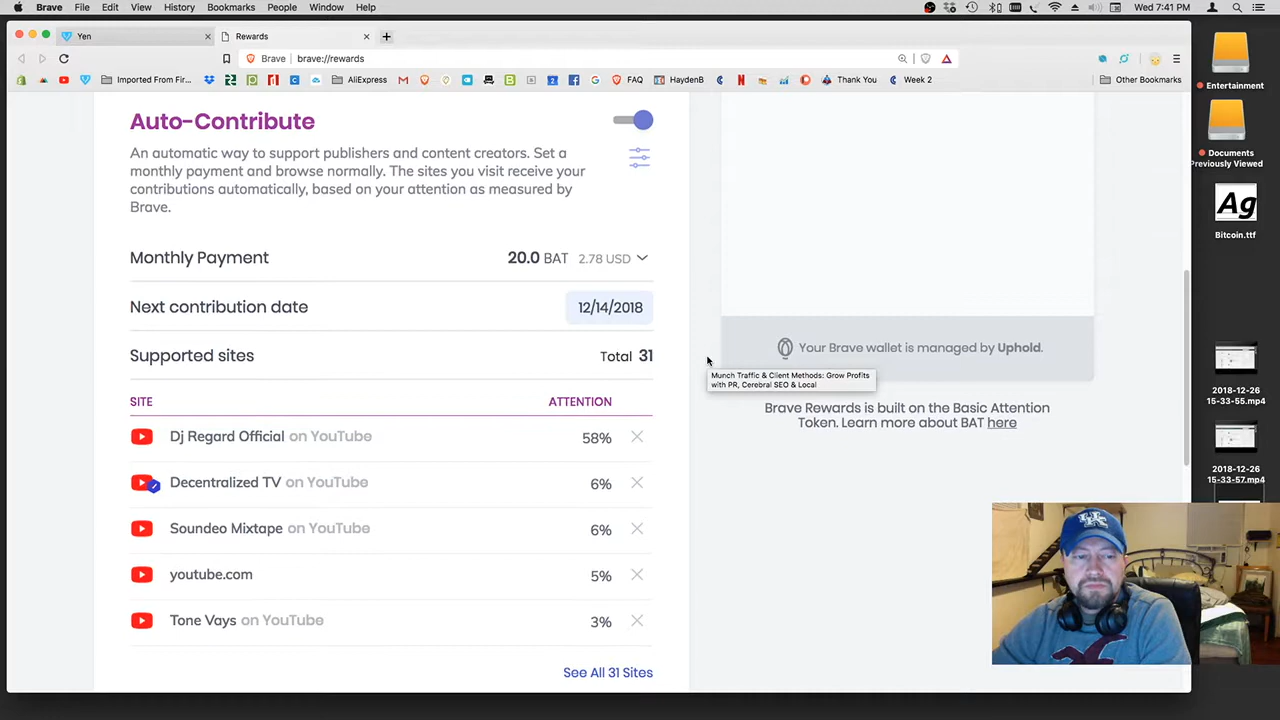 Brave File Edit View History Bookmarks People Window Help Wed 7:41 PM
Yen Rewards
Brave brave://rewards
Imported From Fir... AliExpress FAQ HaydenB Thank You Week 2 Other Bookmarks
Auto-Contribute
An automatic way to support publishers and content creators. Set a
monthly payment and browse normally. The sites you visit receive your
contributions automatically, based on your attention as measured by
Brave.
Monthly Payment 20.0 BAT 2.78 USD
Next contribution date 12/14/2018
Supported sites Total 31
SITE ATTENTION
Dj Regard Official on YouTube 58%
Decentralized TV on YouTube 6%
Soundeo Mixtape on YouTube 6%
youtube.com 5%
Tone Vays on YouTube 3%
See All 31 Sites
Your Brave wallet is managed by Uphold.
Munch Traffic & Client Methods: Grow Profits
with PR, Cerebral SEO & Local
Brave Rewards is built on the Basic Attention
Token. Learn more about BAT here
Entertainment
Documents
Previously Viewed
Ag
Bitcoin.ttf
2018-12-26
15-33-55.mp4
2018-12-26
15-33-57.mp4
UK